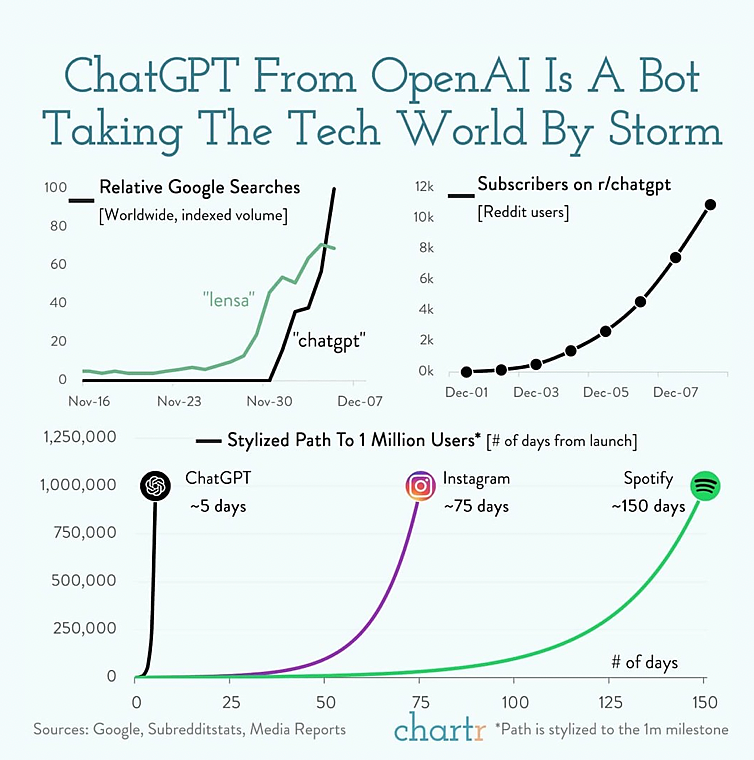 ChatGPT From OpenAI Is A Bot
Taking The Tech World By Storm
Relative Google Searches
[Worldwide, indexed volume]
100
80
60
40
20
0
"lensa"
"chatgpt"
Nov-16
Nov-23
Nov-30
Dec-07
Subscribers on r/chatgpt
[Reddit users]
12k
10k
8k
6k
4k
2k
0k
Dec-01
Dec-03
Dec-05
Dec-07
Stylized Path To 1 Million Users* [# of days from launch]
1,250,000
1,000,000
750,000
500,000
250,000
0
ChatGPT
~5 days
Instagram
~75 days
Spotify
~150 days
# of days
0
25
50
75
100
125
150
Sources: Google, Subredditstats, Media Reports
chartr
*Path is stylized to the 1m milestone